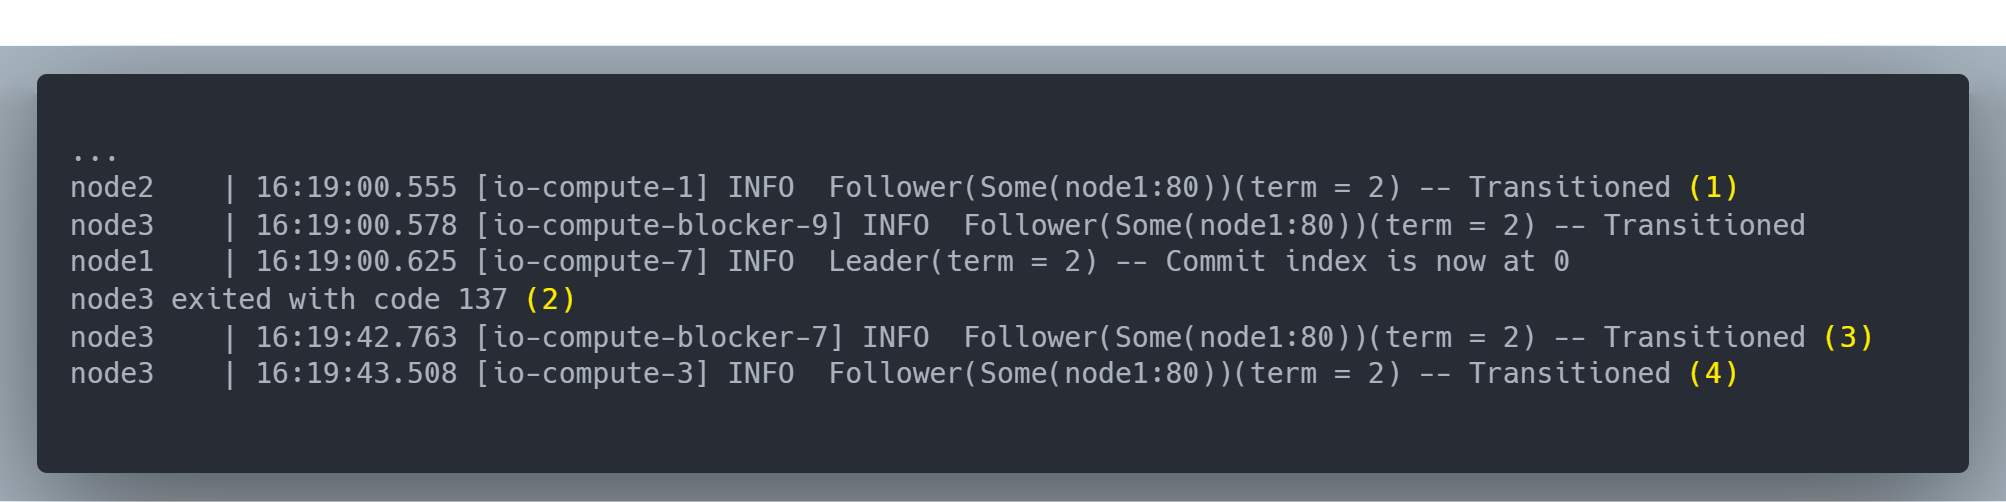 ...
node2    | 16:19:00.555 [io-compute-1] INFO  Follower(Some(node1:80))(term = 2) -- Transitioned (1)
node3    | 16:19:00.578 [io-compute-blocker-9] INFO  Follower(Some(node1:80))(term = 2) -- Transitioned
node1    | 16:19:00.625 [io-compute-7] INFO  Leader(term = 2) -- Commit index is now at 0
node3 exited with code 137 (2)
node3    | 16:19:42.763 [io-compute-blocker-7] INFO  Follower(Some(node1:80))(term = 2) -- Transitioned (3)
node3    | 16:19:43.508 [io-compute-3] INFO  Follower(Some(node1:80))(term = 2) -- Transitioned (4)